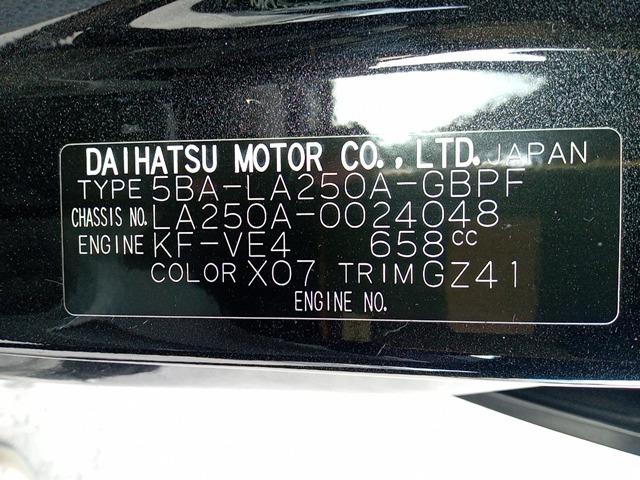 DAIHATSU MOTOR CO., LTD. JAPAN
TYPE 5BA-LA250A-GBPF
CHASSIS NO. LA250A-0024048
ENGINE KF-VE4 658cc
COLOR X07 TRIM GZ41
ENGINE NO.